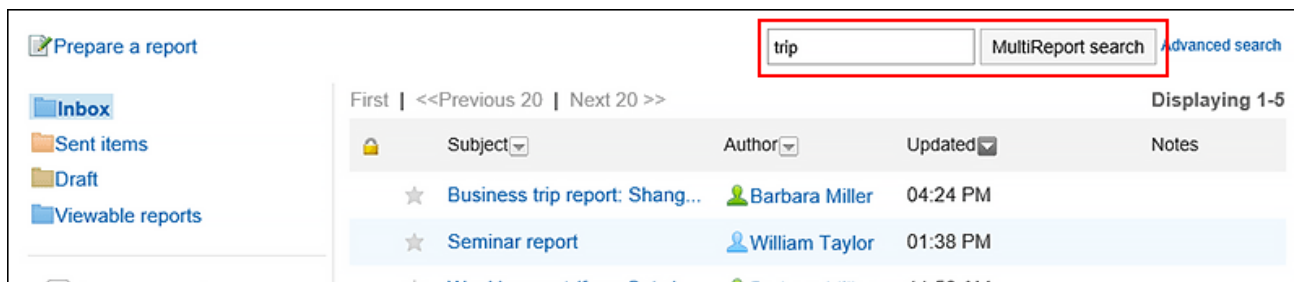 Prepare a report
trip MultiReport search Advanced search
Inbox
First | <<Previous 20 | Next 20 >> Displaying 1-5
Sent items
Subject Author Updated Notes
Draft
Business trip report: Shang... Barbara Miller 04:24 PM
Viewable reports
Seminar report William Taylor 01:38 PM